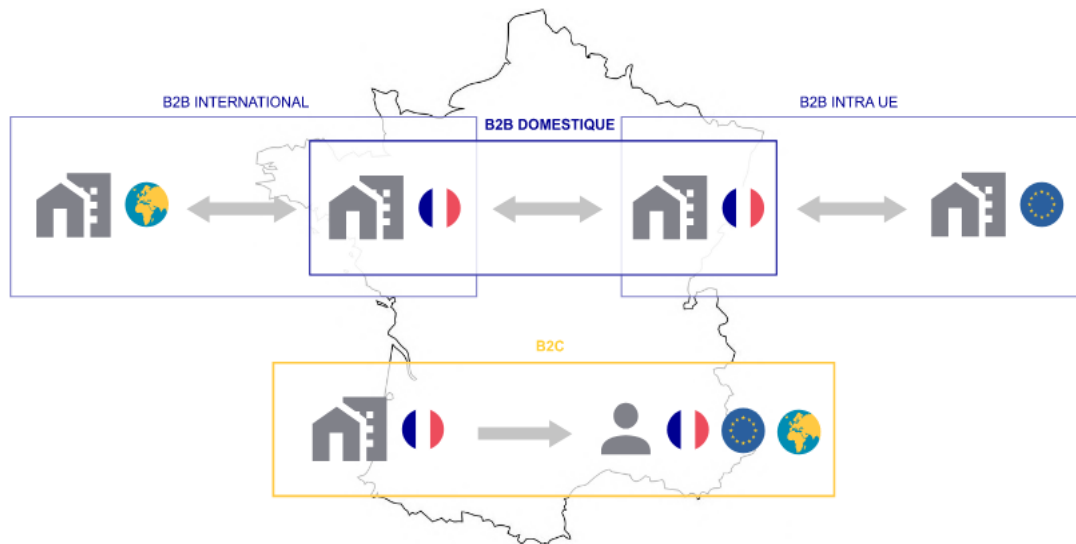 B2B INTERNATIONAL
B2B INTRA UE
B2B DOMESTIQUE
B2C